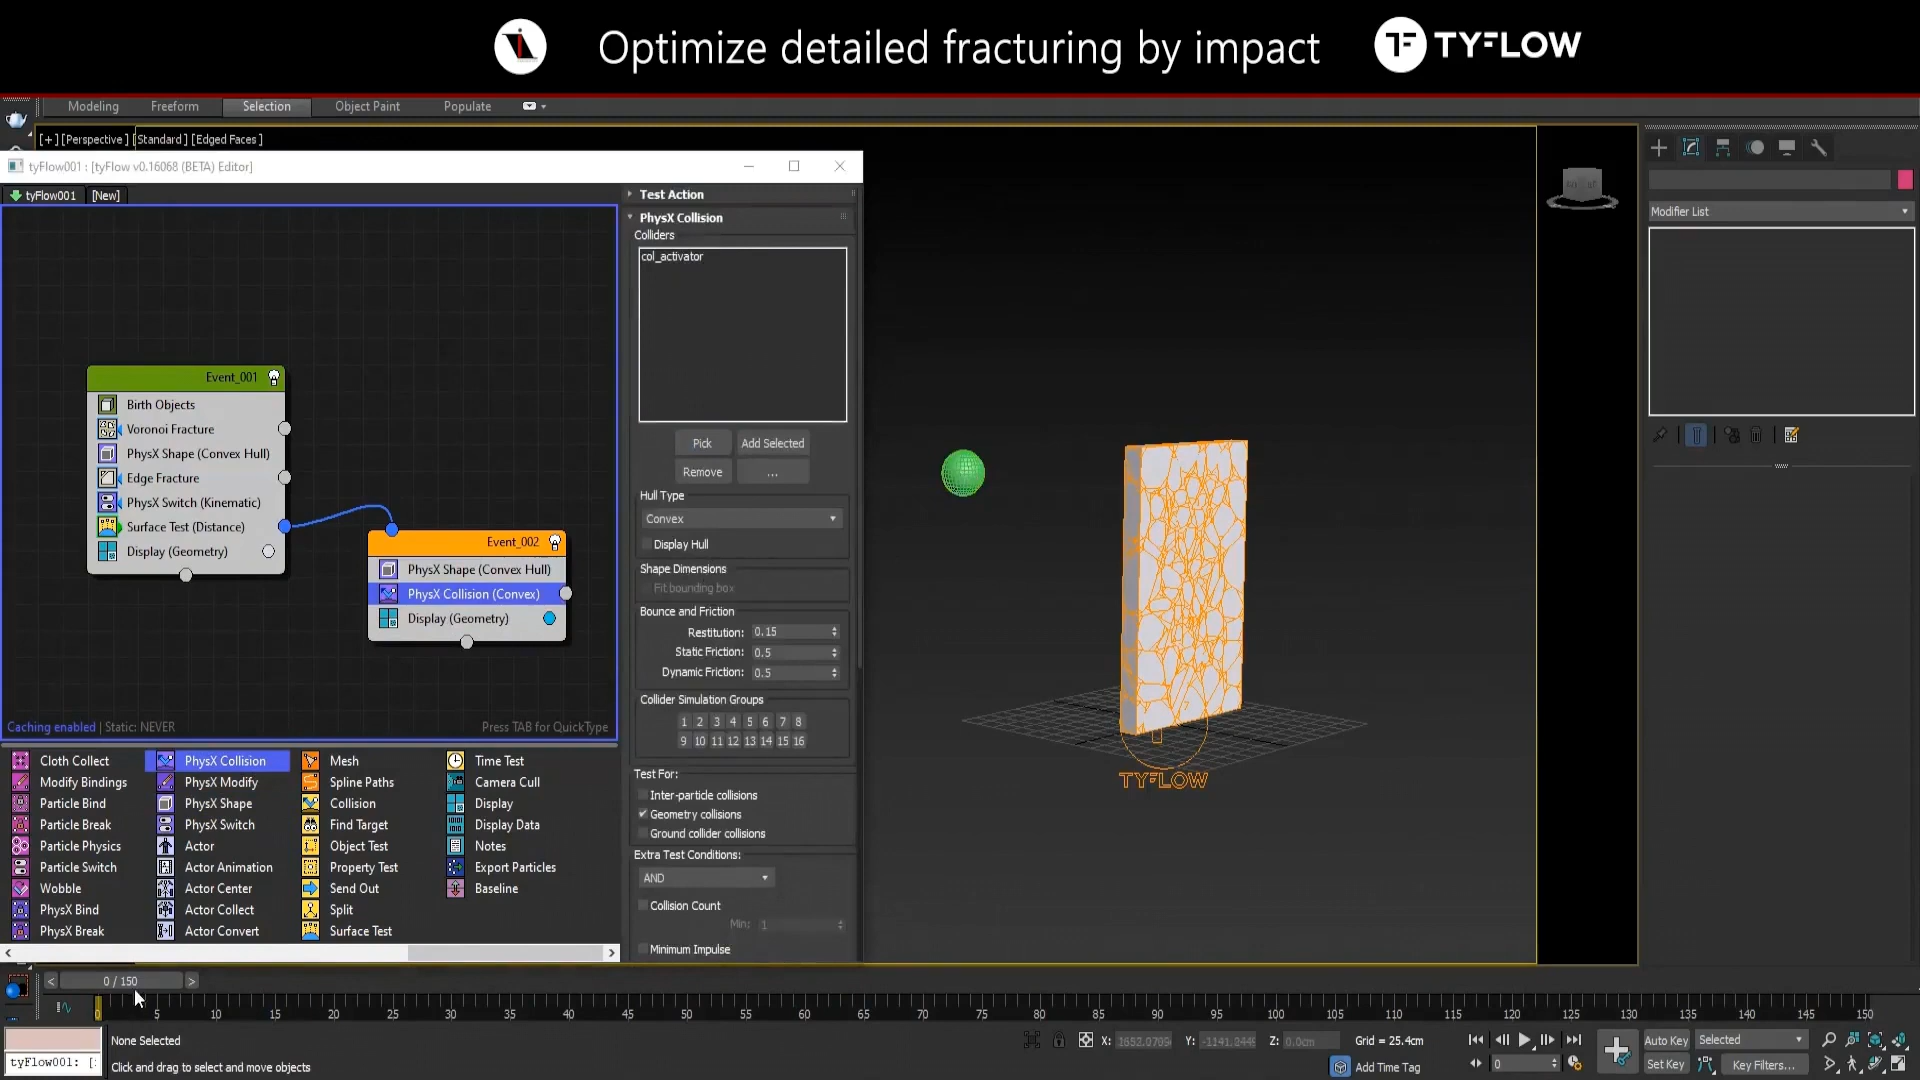 Optimize detailed fracturing by impact TYFLOW
Modeling Freeform Selection Object Paint Populate
[+] [Perspective] [Standard] [Edged Faces]
tyFlow001 : [tyFlow v0.16068 (BETA) Editor]
tyFlow001 [New]
Test Action
PhysX Collision
Colliders
col_activator
Pick Add Selected
Remove ...
Hull Type
Convex
Display Hull
Shape Dimensions
Fit bounding box
Bounce and Friction
Restitution: 0.15
Static Friction: 0.5
Dynamic Friction: 0.5
Collider Simulation Groups
1 2 3 4 5 6 7 8
9 10 11 12 13 14 15 16
Test For:
Inter-particle collisions
Geometry collisions
Ground collider collisions
Extra Test Conditions:
AND
Collision Count
Min: 1
Minimum Impulse
Event_001
Birth Objects
Voronoi Fracture
PhysX Shape (Convex Hull)
Edge Fracture
PhysX Switch (Kinematic)
Surface Test (Distance)
Display (Geometry)
Event_002
PhysX Shape (Convex Hull)
PhysX Collision (Convex)
Display (Geometry)
Caching enabled | Static: NEVER Press TAB for QuickType
Cloth Collect PhysX Collision Mesh Time Test
Modify Bindings PhysX Modify Spline Paths Camera Cull
Particle Bind PhysX Shape Collision Display
Particle Break PhysX Switch Find Target Display Data
Particle Physics Actor Object Test Notes
Particle Switch Actor Animation Property Test Export Particles
Wobble Actor Center Send Out Baseline
PhysX Bind Actor Collect Split
PhysX Break Actor Convert Surface Test
TYFLOW
Modifier List
< 0 / 150 >
0 5 10 15 20 25 30 35 40 45 50 55 60 65 70 75 80 85 90 95 100 105 110 115 120 125 130 135 140 145 150
None Selected
X: Y: Z: 0.0cm Grid = 25.4cm
Auto Key Selected
tyFlow001: [
Click and drag to select and move objects
Add Time Tag
0
Set Key Key Filters...